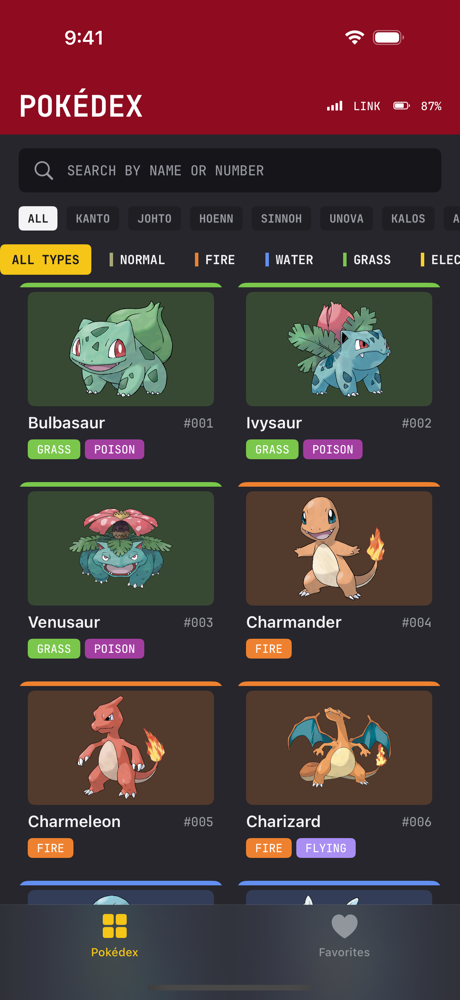 9:41
POKÉDEX LINK 87%
SEARCH BY NAME OR NUMBER
ALL KANTO JOHTO HOENN SINNOH UNOVA KALOS A
ALL TYPES NORMAL FIRE WATER GRASS ELEC
Bulbasaur #001 Ivysaur #002
GRASS POISON GRASS POISON
Venusaur #003 Charmander #004
GRASS POISON FIRE
Charmeleon #005 Charizard #006
FIRE FIRE FLYING
Pokédex Favorites